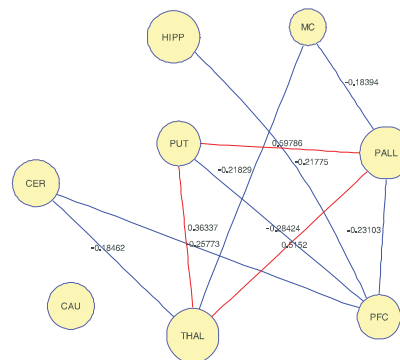 MC
HIPP
-0.18394
PUT
0.59786
PALL
-0.21775
-0.21829
CER
0.36337
-0.28424
-0.23103
-0.18462
-0.25773
0.5152
CAU
PFC
THAL